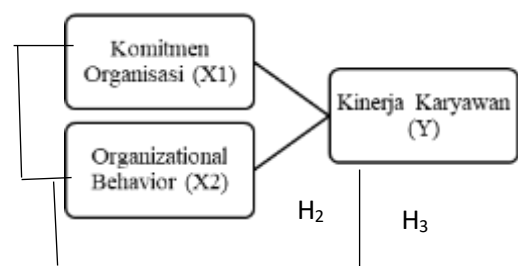 Komitmen
Organisasi (X1)
Kinerja Karyawan
(Y)
Organizational
Behavior (X2)
H2
H3